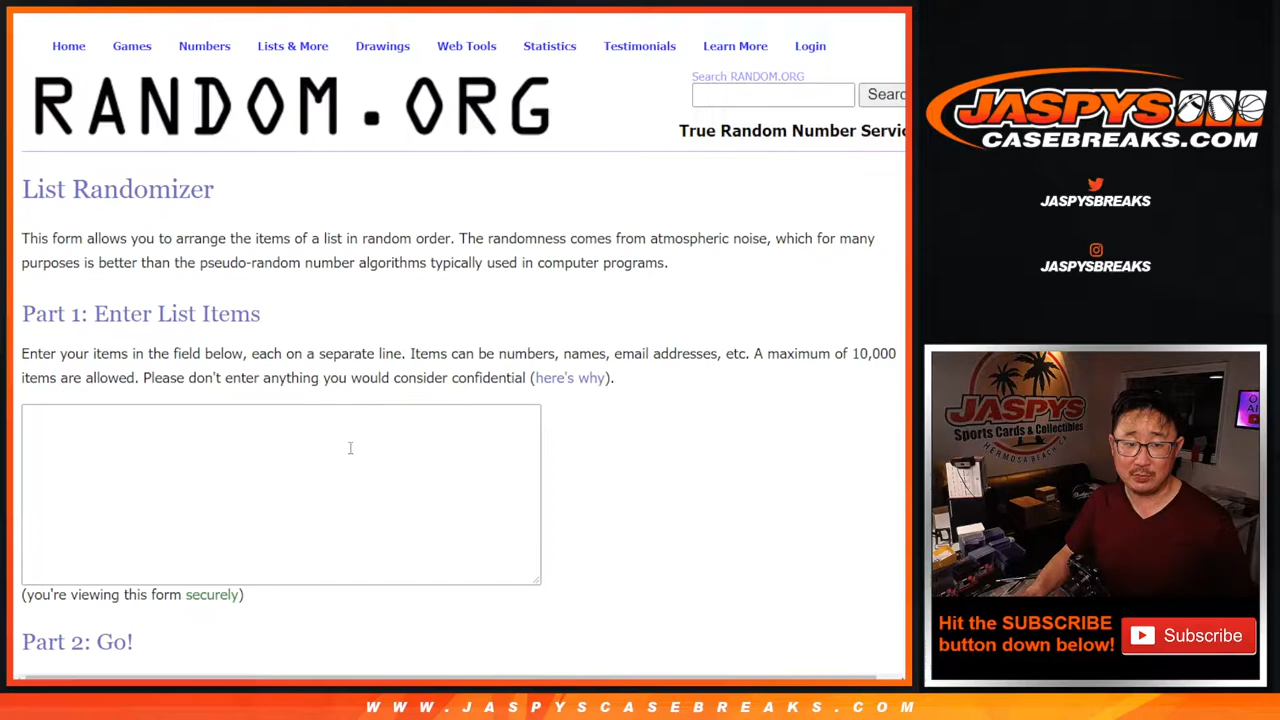 Home Games Numbers Lists & More Drawings Web Tools Statistics Testimonials Learn More Login
RANDOM.ORG
Search RANDOM.ORG
Searc
True Random Number Servic
List Randomizer
This form allows you to arrange the items of a list in random order. The randomness comes from atmospheric noise, which for many
purposes is better than the pseudo-random number algorithms typically used in computer programs.
Part 1: Enter List Items
Enter your items in the field below, each on a separate line. Items can be numbers, names, email addresses, etc. A maximum of 10,000
items are allowed. Please don't enter anything you would consider confidential (here's why).
(you're viewing this form securely)
Part 2: Go!
JASPYS
CASEBREAKS.COM
JASPYSBREAKS
JASPYSBREAKS
JASPYS
Sports Cards & Collectibles
HERMOSA BEACH CA
Hit the SUBSCRIBE
button down below!
Subscribe
WWW.JASPYSCASEBREAKS.COM